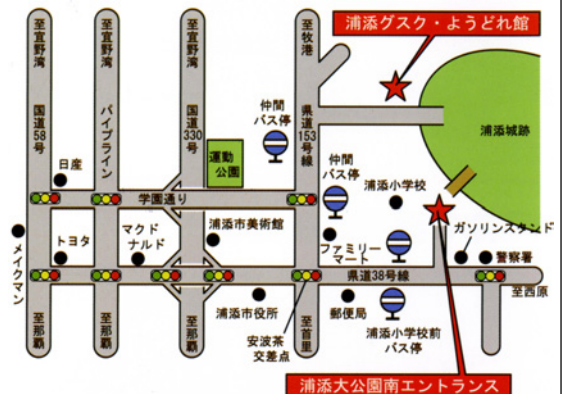 浦添グスク・ようどれ館
至宜野湾
国道58号
至那覇
至宜野湾
パイプライン
至那覇
至宜野湾
国道330号
至那覇
至牧港
県道153号線
至首里
仲間
バス停
浦添城跡
日産
運動
公園
仲間
バス停
浦添小学校
学園通り
メイクマン
トヨタ
マクド
ナルド
浦添市美術館
ファミリー
マート
ガソリンスタンド
警察署
県道38号線
至西原
浦添市役所
郵便局
安波茶
交差点
浦添小学校前
バス停
浦添大公園南エントランス